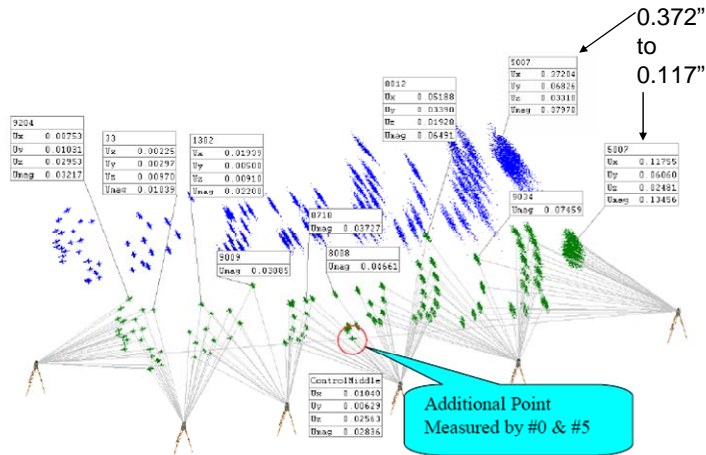 0.372”
to
0.117”
5007
Ux 0.37204
Uy 0.06826
Uz 0.03310
Umag 0.37970
8012
Ux 0.05188
Uy 0.03390
Uz 0.01928
Umag 0.06491
9204
Ux 0.00753
Uy 0.01031
Uz 0.02953
Umag 0.03217
33
Ux 0.00225
Uy 0.00297
Uz 0.00970
Umag 0.01039
1302
Ux 0.01939
Uy 0.00500
Uz 0.00910
Umag 0.02200
5007
Ux 0.11755
Uy 0.06060
Uz 0.02481
Umag 0.13456
8710
Umag 0.03727
9034
Umag 0.07459
9009
Umag 0.03085
8008
Umag 0.04661
ControlMiddle
Ux 0.01040
Uy 0.00629
Uz 0.02563
Umag 0.02836
Additional Point
Measured by #0 & #5